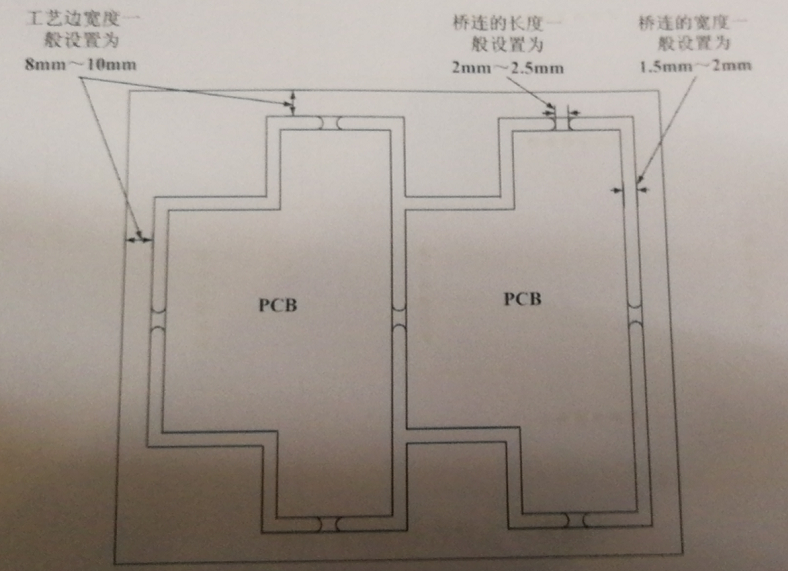 工艺边宽度一
般设置为
8mm～10mm
桥连的长度一
般设置为
2mm～2.5mm
桥连的宽度一
般设置为
1.5mm～2mm
PCB
PCB